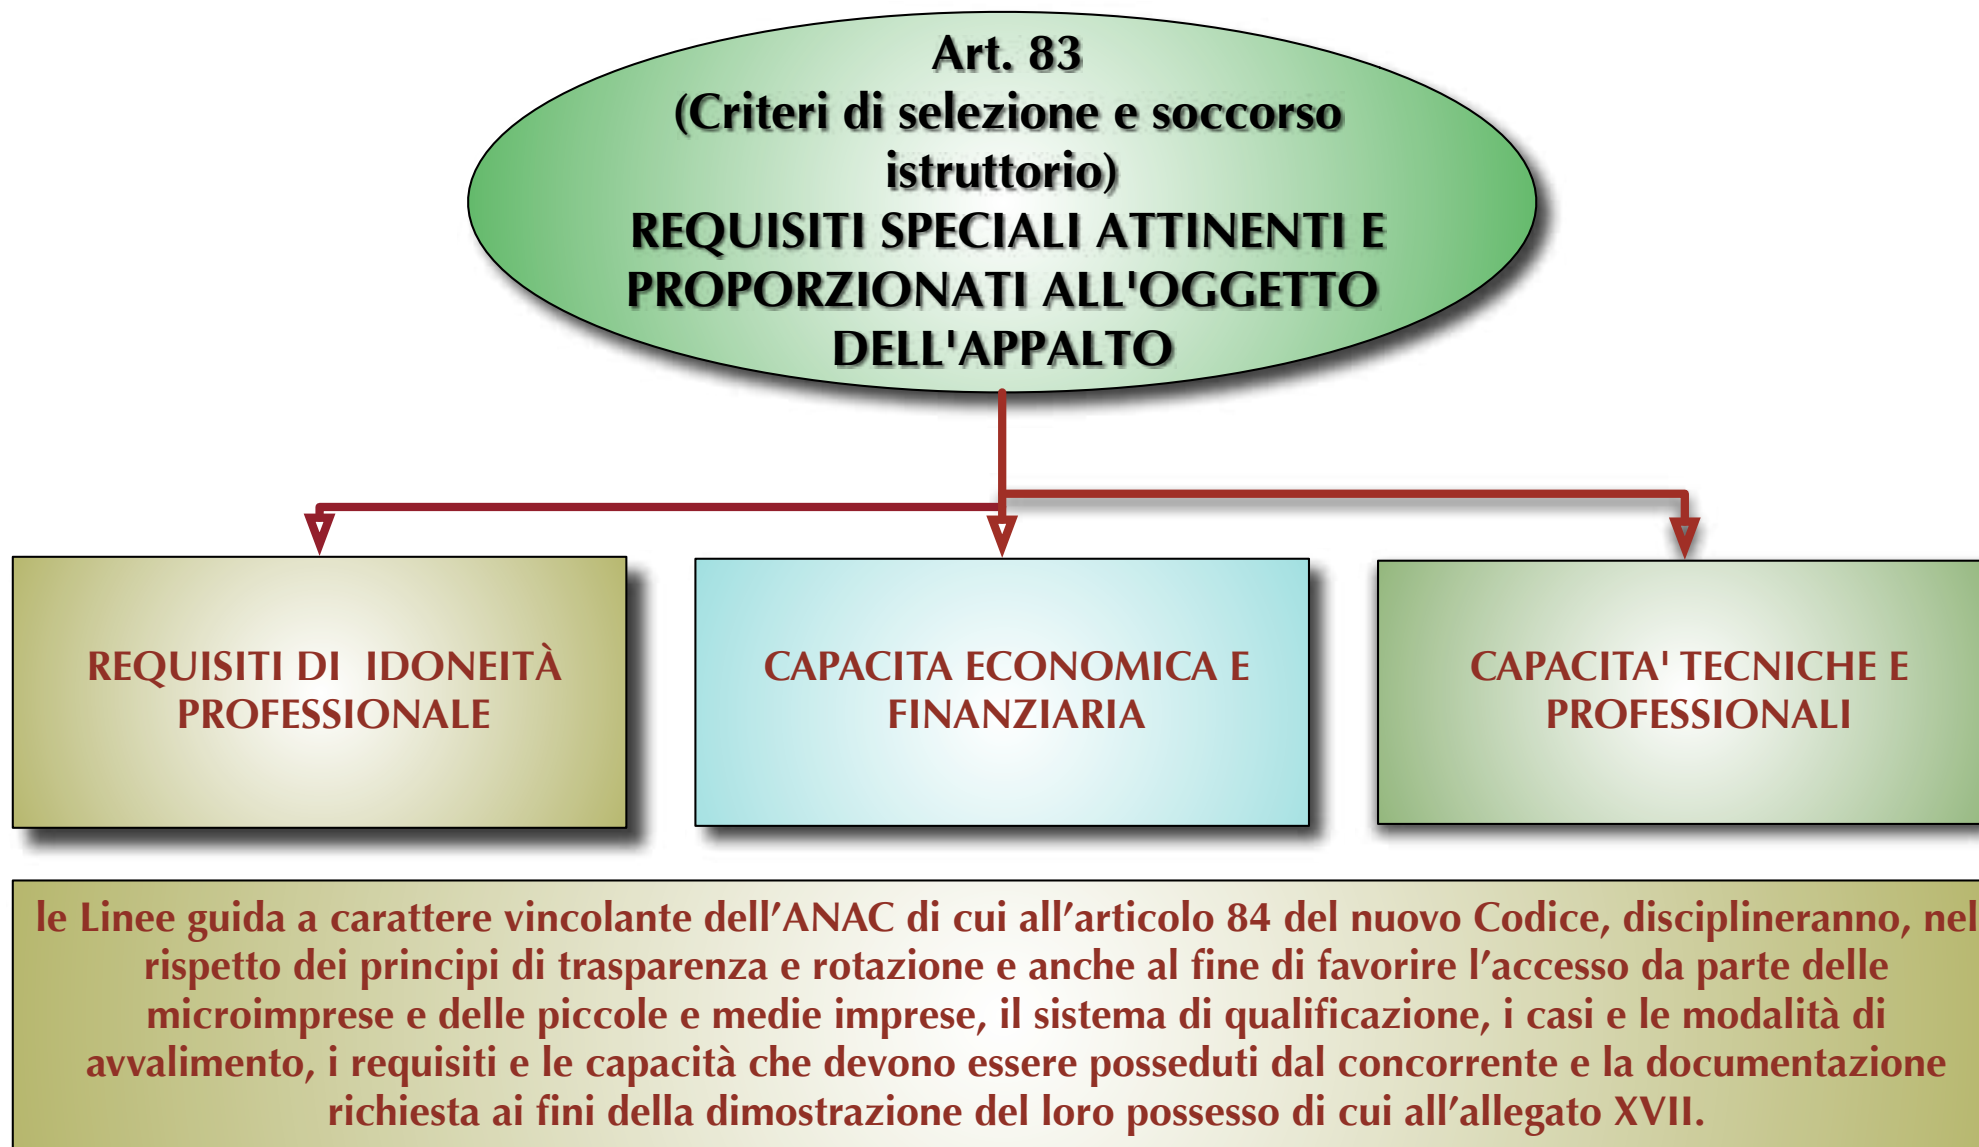 Art. 83
(Criteri di selezione e soccorso
istruttorio)
REQUISITI SPECIALI ATTINENTI E
PROPORZIONATI ALL'OGGETTO
DELL'APPALTO
REQUISITI DI IDONEITÀ
PROFESSIONALE
CAPACITA ECONOMICA E
FINANZIARIA
CAPACITA' TECNICHE E
PROFESSIONALI
le Linee guida a carattere vincolante dell’ANAC di cui all’articolo 84 del nuovo Codice, disciplineranno, nel
rispetto dei principi di trasparenza e rotazione e anche al fine di favorire l’accesso da parte delle
microimprese e delle piccole e medie imprese, il sistema di qualificazione, i casi e le modalità di
avvalimento, i requisiti e le capacità che devono essere posseduti dal concorrente e la documentazione
richiesta ai fini della dimostrazione del loro possesso di cui all’allegato XVII.